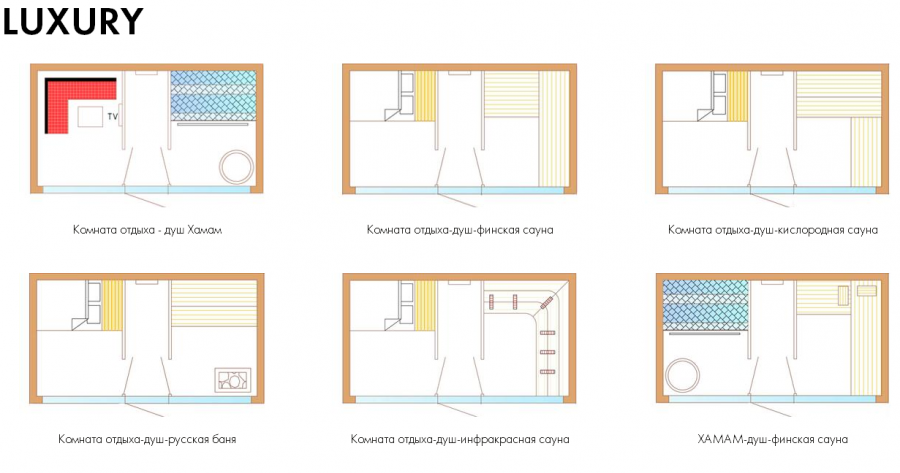 LUXURY
TV
Комната отдыха - душ Хамам
Комната отдыха-душ-финская сауна
Комната отдыха-душ-кислородная сауна
Комната отдыха-душ-русская баня
Комната отдыха-душ-инфракрасная сауна
ХАМАМ-душ-финская сауна